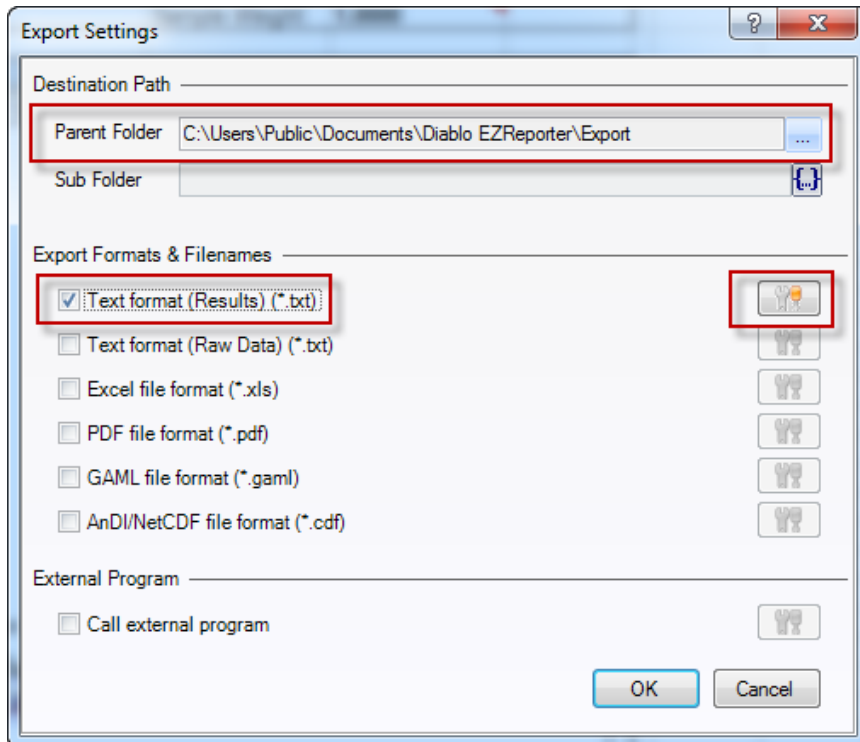 Export Settings
Destination Path
Parent Folder C:\Users\Public\Documents\Diablo EZReporter\Export ...
Sub Folder {...}
Export Formats & Filenames
Text format (Results) (*.txt)
Text format (Raw Data) (*.txt)
Excel file format (*.xls)
PDF file format (*.pdf)
GAML file format (*.gaml)
AnDI/NetCDF file format (*.cdf)
External Program
Call external program
OK Cancel